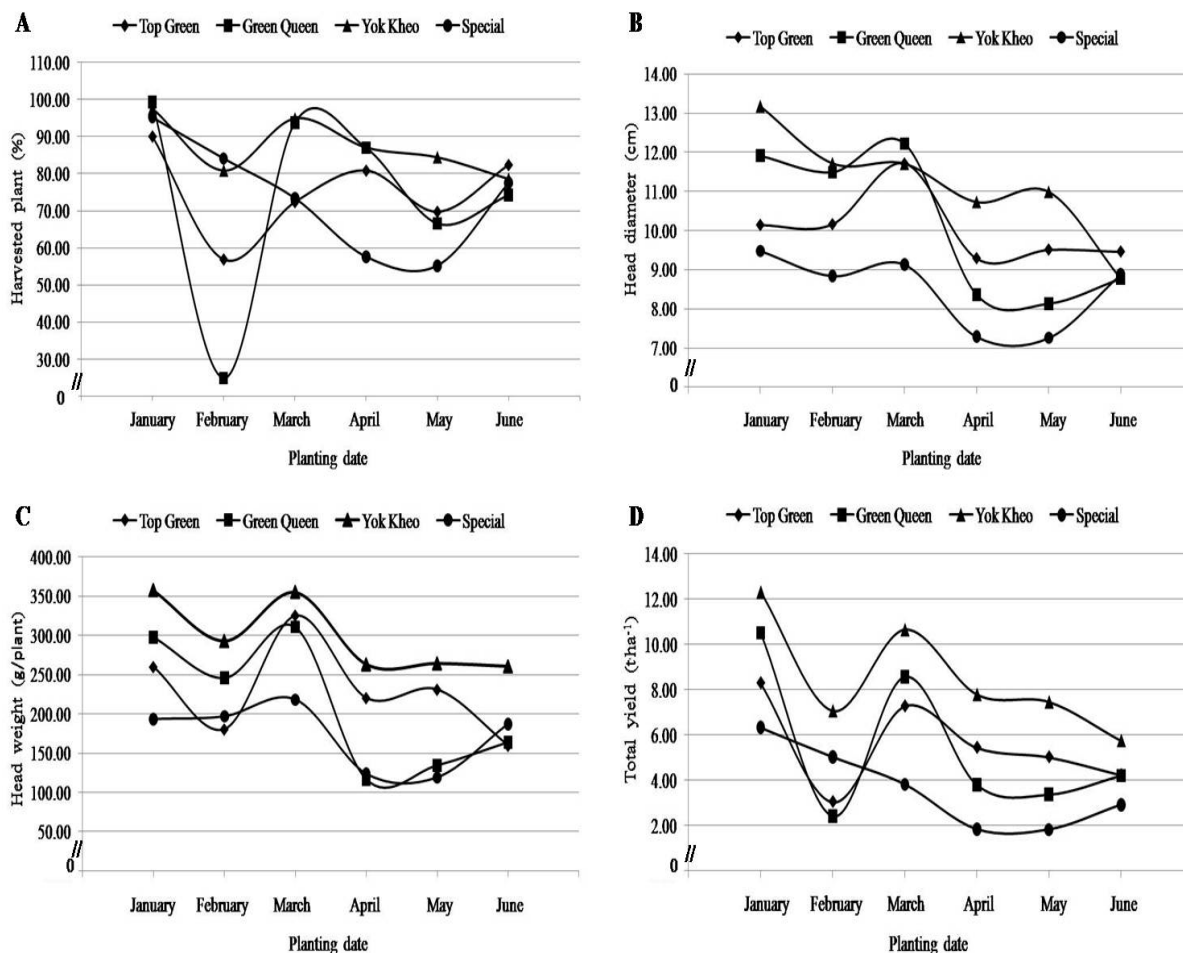 A
Top Green Green Queen Yok Kheo Special
Harvested plant (%)
110.00
100.00
90.00
80.00
70.00
60.00
50.00
40.00
30.00
0
//
January February March April May June
Planting date
B
Top Green Green Queen Yok Kheo Special
Head diameter (cm)
14.00
13.00
12.00
11.00
10.00
9.00
8.00
7.00
0
//
January February March April May June
Planting date
C
Top Green Green Queen Yok Kheo Special
Head weight (g/plant)
400.00
350.00
300.00
250.00
200.00
150.00
100.00
50.00
0
//
January February March April May June
Planting date
D
Top Green Green Queen Yok Kheo Special
Total yield (t·ha⁻¹)
14.00
12.00
10.00
8.00
6.00
4.00
2.00
0
//
January February March April May June
Planting date